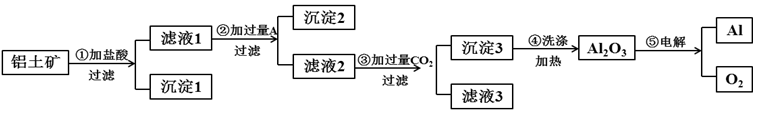 铝土矿
①加盐酸
过滤
滤液1
沉淀1
②加过量A
过滤
沉淀2
滤液2
③加过量CO₂
过滤
沉淀3
滤液3
④洗涤
加热
Al₂O₃
⑤电解
Al
O₂